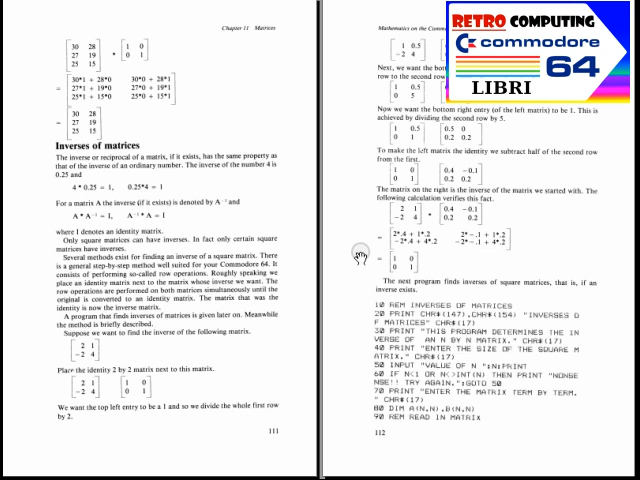 Chapter 11 Matrices
30 28
27 19
25 15
*
1 0
0 1
=
30*1 + 28*0 30*0 + 28*1
27*1 + 19*0 27*0 + 19*1
25*1 + 15*0 25*0 + 15*1
=
30 28
27 19
25 15
Inverses of matrices
The inverse or reciprocal of a matrix, if it exists, has the same property as
that of the inverse of an ordinary number. The inverse of the number 4 is
0.25 and
4 * 0.25 = 1, 0.25*4 = 1
For a matrix A the inverse (if it exists) is denoted by A⁻¹ and
A * A⁻¹ = I, A⁻¹ * A = I
where I denotes an identity matrix.
Only square matrices can have inverses. In fact only certain square
matrices have inverses.
Several methods exist for finding an inverse of a square matrix. There
is a general step-by-step method well suited for your Commodore 64. It
consists of performing so-called row operations. Roughly speaking we
place an identity matrix next to the matrix whose inverse we want. The
row operations are performed on both matrices simultaneously until the
original is converted to an identity matrix. The matrix that was the
identity is now the inverse matrix.
A program that finds inverses of matrices is given later on. Meanwhile
the method is briefly described.
Suppose we want to find the inverse of the following matrix.
2 1
−2 4
Place the identity 2 by 2 matrix next to this matrix.
2 1 1 0
−2 4 0 1
We want the top left entry to be a 1 and so we divide the whole first row
by 2.
111
Mathematics on the Comm
1 0.5
−2 4
Next, we want the bott
row to the second row
1 0.5
0 5
Now we want the bottom right entry (of the left matrix) to be 1. This is
achieved by dividing the second row by 5.
1 0.5 0.5 0
0 1 0.2 0.2
To make the left matrix the identity we subtract half of the second row
from the first.
1 0 0.4 −0.1
0 1 0.2 0.2
The matrix on the right is the inverse of the matrix we started with. The
following calculation verifies this fact.
2 1
−2 4
*
0.4 −0.1
0.2 0.2
=
2*.4 + 1*.2 2*−.1 + 1*.2
−2*.4 + 4*.2 −2*−.1 + 4*.2
=
1 0
0 1
The next program finds inverses of square matrices, that is, if an
inverse exists.
10 REM INVERSES OF MATRICES
20 PRINT CHR$(147),CHR$(154) "INVERSES O
F MATRICES" CHR$(17)
30 PRINT "THIS PROGRAM DETERMINES THE IN
VERSE OF AN N BY N MATRIX." CHR$(17)
40 PRINT "ENTER THE SIZE OF THE SQUARE M
ATRIX." CHR$(17)
50 INPUT "VALUE OF N ";N:PRINT
60 IF N<1 OR N<>INT(N) THEN PRINT "NONSE
NSE!! TRY AGAIN.":GOTO 50
70 PRINT "ENTER THE MATRIX TERM BY TERM.
" CHR$(17)
80 DIM A(N,N),B(N,N)
90 REM READ IN MATRIX
112
RETRO COMPUTING
commodore
64
LIBRI